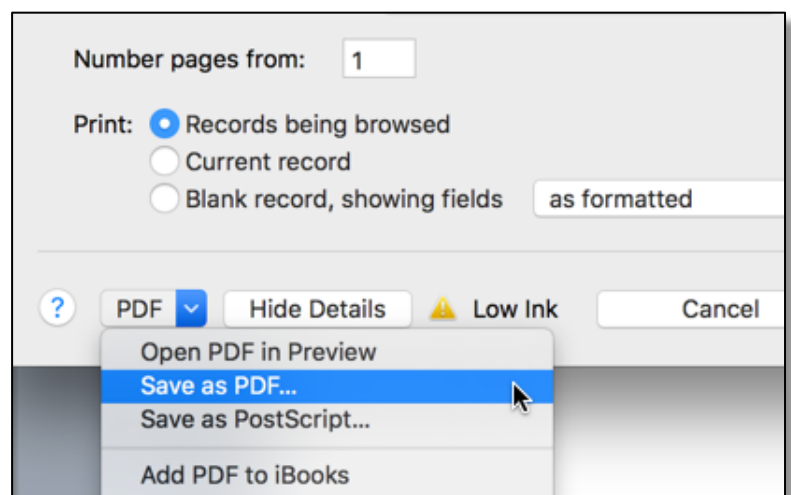 Number pages from: 1
Print: Records being browsed
Current record
Blank record, showing fields as formatted
? PDF Hide Details Low Ink Cancel
Open PDF in Preview
Save as PDF...
Save as PostScript...
Add PDF to iBooks